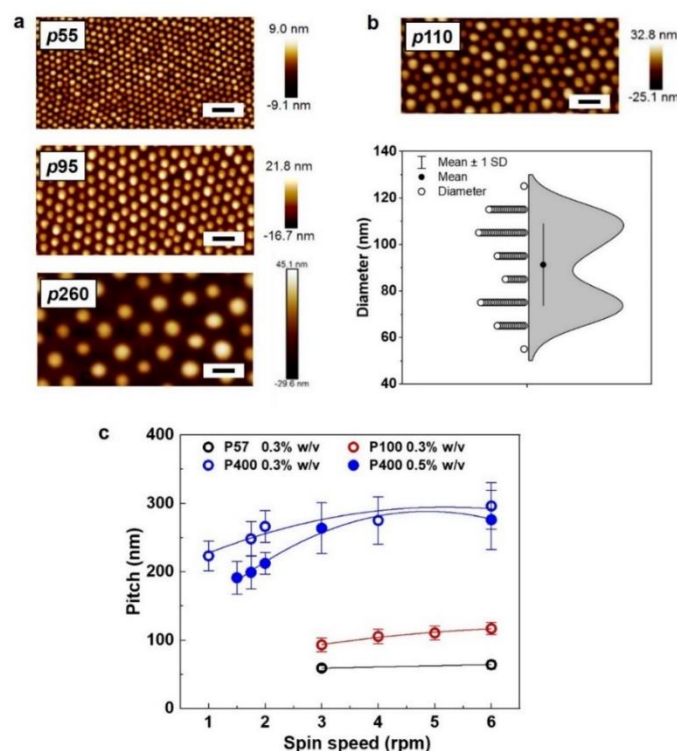 a
p55
9.0 nm
-9.1 nm
p95
21.8 nm
-16.7 nm
p260
45.1 nm
-29.6 nm
b
p110
32.8 nm
-25.1 nm
Mean ± 1 SD
Mean
Diameter
Diameter (nm)
140
120
100
80
60
40
c
P57 0.3% w/v
P100 0.3% w/v
P400 0.3% w/v
P400 0.5% w/v
Pitch (nm)
400
300
200
100
0
1 2 3 4 5 6
Spin speed (rpm)